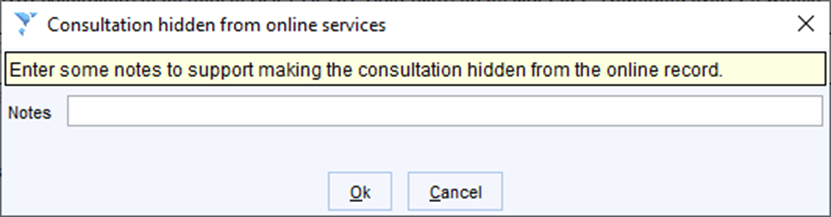 Consultation hidden from online services
Enter some notes to support making the consultation hidden from the online record.
Notes
Ok Cancel